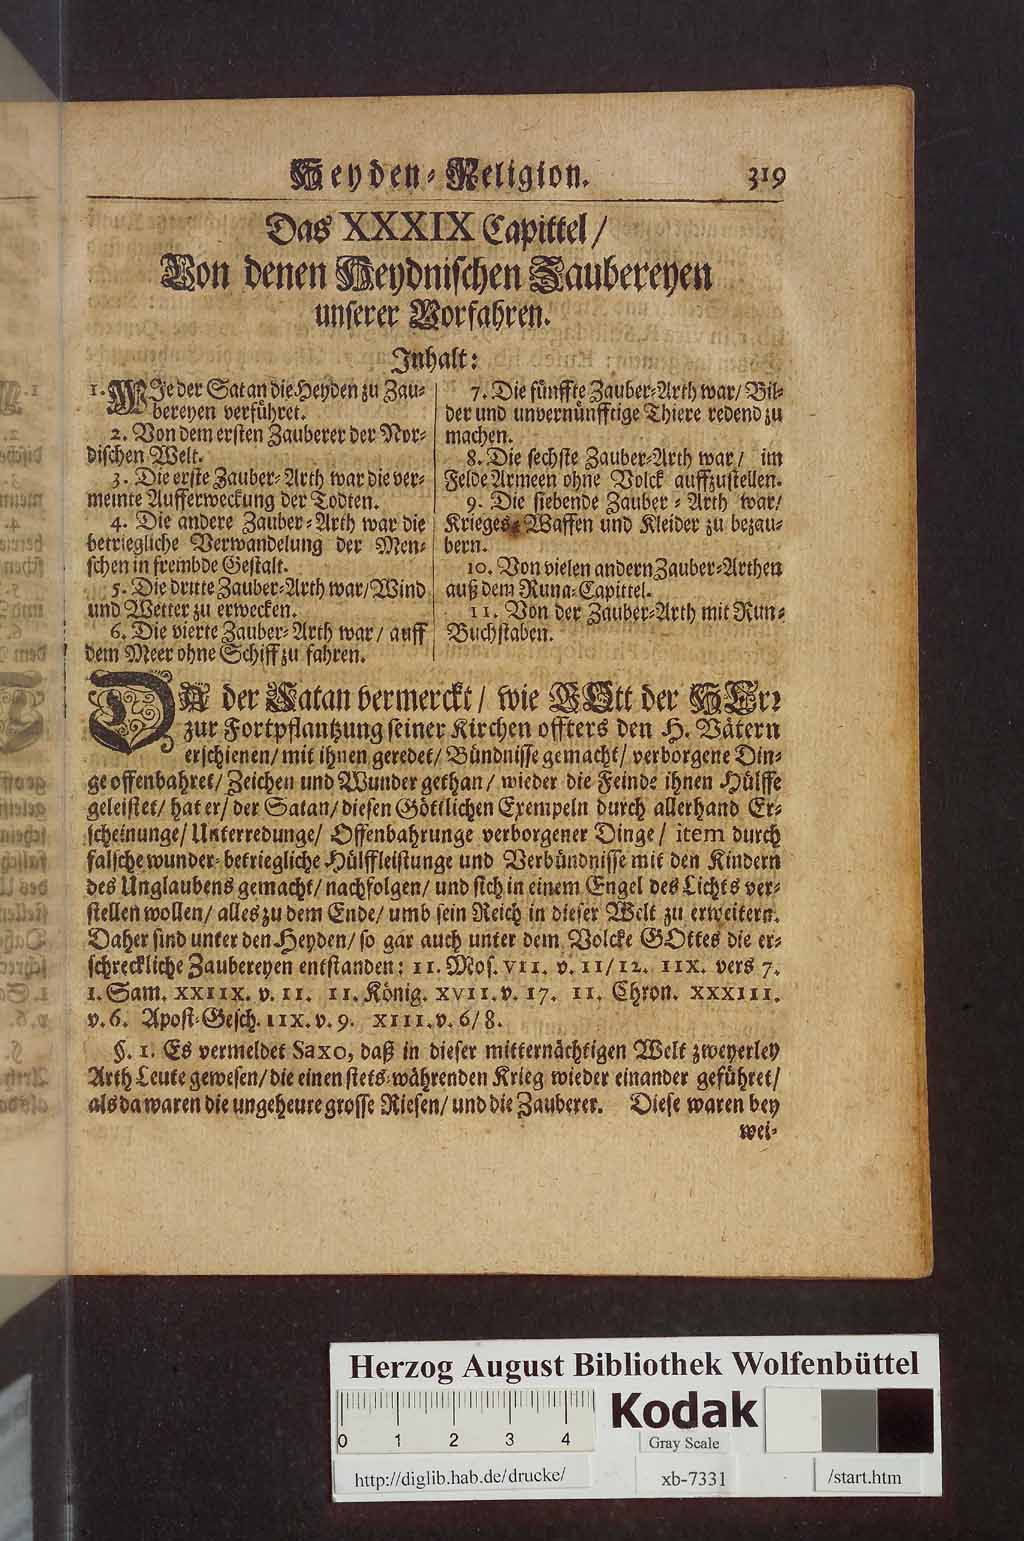 Heyden-Religion. 319
Das XXXIX Capittel/
Von denen Heydnischen Zaubereyen
unserer Vorfahren.
Inhalt:
1. WIe der Satan die Heyden zu Zau-
bereyen verführet.
2. Von dem ersten Zauberer der Nor-
dischen Welt.
3. Die erste Zauber-Arth war die ver-
meinte Aufferweckung der Todten.
4. Die andere Zauber-Arth war die
betriegliche Verwandelung der Men-
schen in frembde Gestalt.
5. Die dritte Zauber-Arth war/ Wind
und Wetter zu erwecken.
6. Die vierte Zauber-Arth war/ auff
dem Meer ohne Schiff zu fahren.
7. Die fünffte Zauber-Arth war/ Bil-
der und unvernünfftige Thiere redend zu
machen.
8. Die sechste Zauber-Arth war/ im
Felde Armeen ohne Volck auffzustellen.
9. Die siebende Zauber-Arth war/
Krieges-Waffen und Kleider zu bezau-
bern.
10. Von vielen andern Zauber-Arthen
auß dem Runa-Capittel.
11. Von der Zauber-Arth mit Run-
Buchstaben.
DA der Satan vermerckt/ wie GOtt der HErr
zur Fortpflantzung seiner Kirchen offters den H. Vätern
erschienen/ mit ihnen geredet/ Bündnisse gemacht/ verborgene Din-
ge offenbahret/ Zeichen und Wunder gethan/ wieder die Feinde ihnen Hülffe
geleistet/ hat er/ der Satan/ diesen Göttlichen Exempeln durch allerhand Er-
scheinunge/ Unterredunge/ Offenbahrunge verborgener Dinge/ item durch
falsche wunder-betriegliche Hülffleistunge und Verbündnisse mit den Kindern
des Unglaubens gemacht/ nachfolgen/ und sich in einem Engel des Lichts ver-
stellen wollen/ alles zu dem Ende/ umb sein Reich in dieser Welt zu erweitern.
Daher sind unter den Heyden/ so gar auch unter dem Volcke GOttes die er-
schreckliche Zaubereyen entstanden: II. Mos. VII. v. 11/12. IIX. vers 7.
1. Sam. XXIIX. v. 11. II. König. XVII. v. 17. II. Chron. XXXIII.
v. 6. Apost-Gesch. IIX. v. 9. XIII. v. 6/8.
§. 1. Es vermeldet Saxo, daß in dieser mitternächtigen Welt zweyerley
Arth Leute gewesen/ die einen stets-währenden Krieg wieder einander geführet/
als da waren die ungeheure grosse Riesen/ und die Zauberer. Diese waren bey
wei-
Herzog August Bibliothek Wolfenbüttel
0 1 2 3 4
Kodak
Gray Scale
http://diglib.hab.de/drucke/ xb-7331 /start.htm